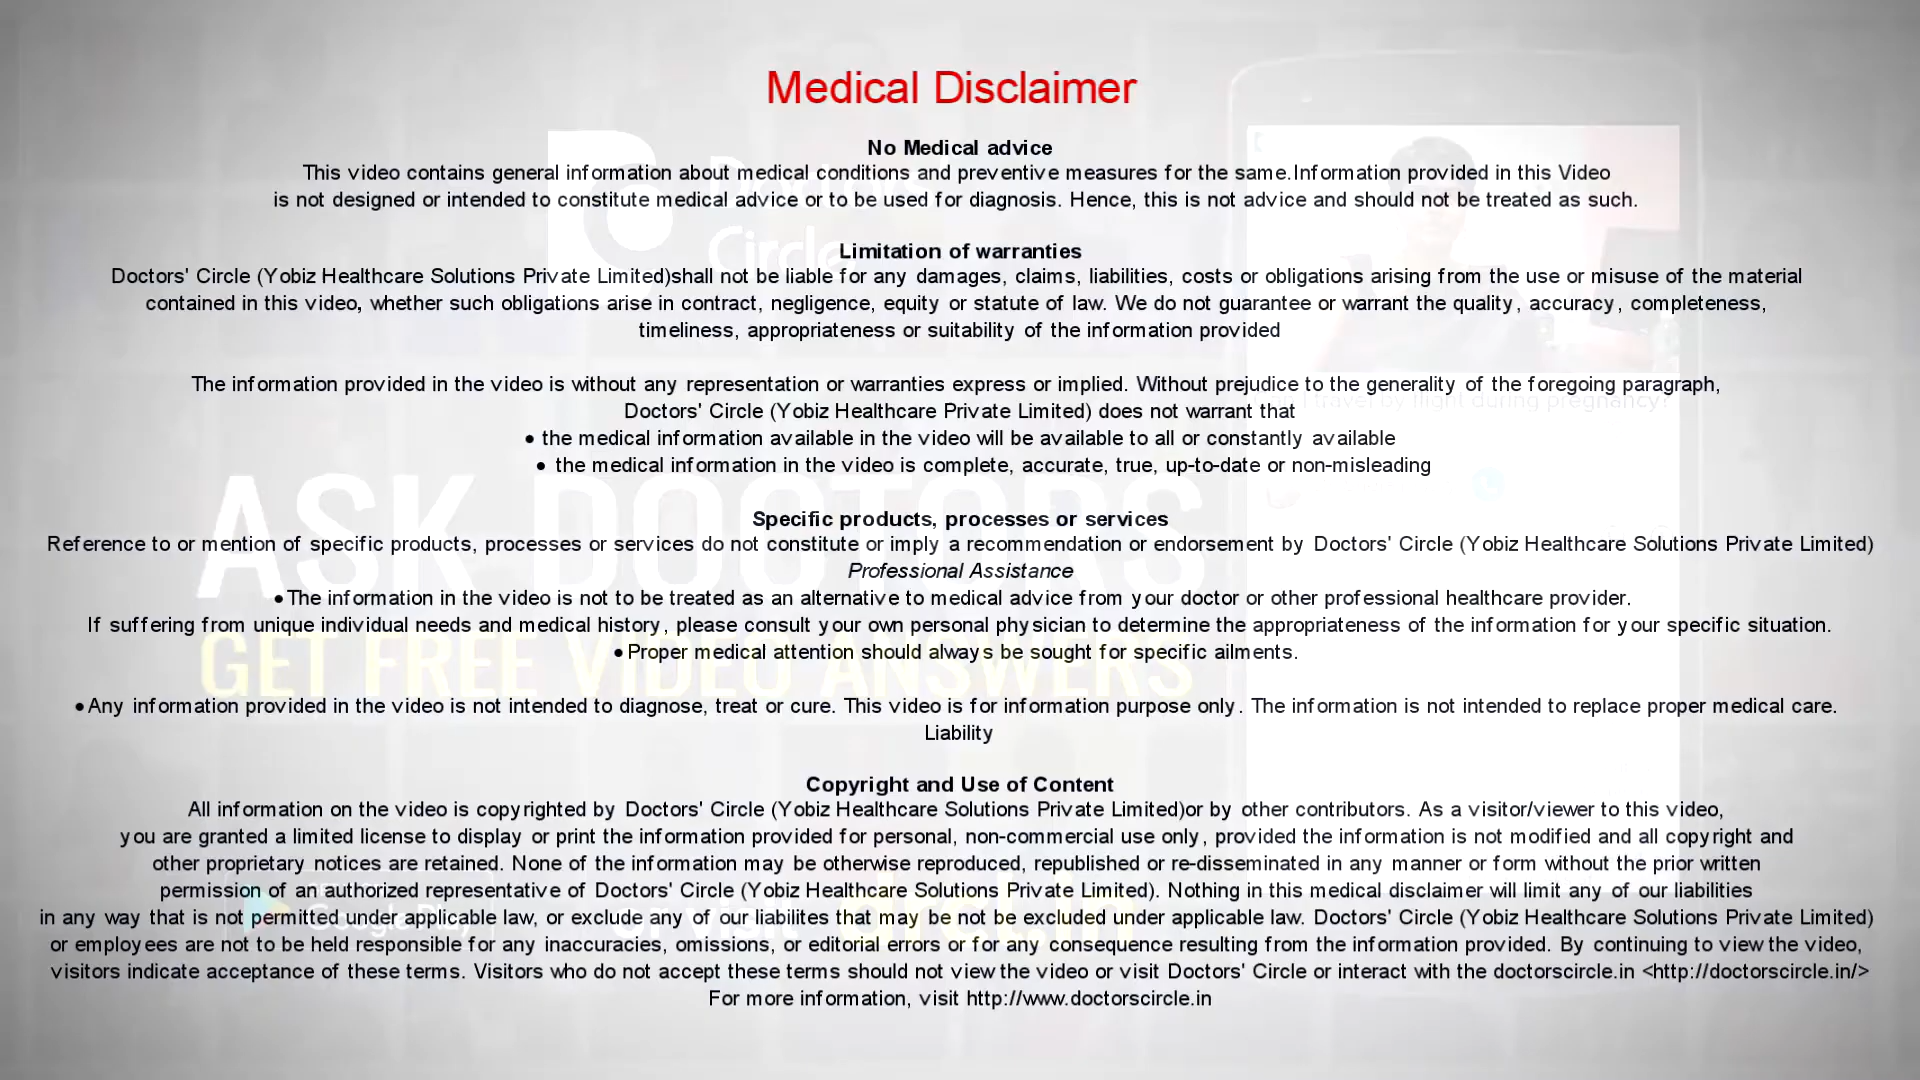 Medical Disclaimer
No Medical advice
This video contains general information about medical conditions and preventive measures for the same.Information provided in this Video
is not designed or intended to constitute medical advice or to be used for diagnosis. Hence, this is not advice and should not be treated as such.
Doctors'
Circle
Limitation of warranties
Doctors' Circle (Yobiz Healthcare Solutions Private Limited)shall not be liable for any damages, claims, liabilities, costs or obligations arising from the use or misuse of the material
contained in this video, whether such obligations arise in contract, negligence, equity or statute of law. We do not guarantee or warrant the quality, accuracy, completeness,
timeliness, appropriateness or suitability of the information provided
The information provided in the video is without any representation or warranties express or implied. Without prejudice to the generality of the foregoing paragraph,
Can I travel by flight during pregnancy?
Doctors' Circle (Yobiz Healthcare Private Limited) does not warrant that
• the medical information available in the video will be available to all or constantly available
• the medical information in the video is complete, accurate, true, up-to-date or non-misleading
ASK DOCTORS
Specific products, processes or services
Reference to or mention of specific products, processes or services do not constitute or imply a recommendation or endorsement by Doctors' Circle (Yobiz Healthcare Solutions Private Limited)
Professional Assistance
•The information in the video is not to be treated as an alternative to medical advice from your doctor or other professional healthcare provider.
If suffering from unique individual needs and medical history, please consult your own personal physician to determine the appropriateness of the information for your specific situation.
•Proper medical attention should always be sought for specific ailments.
GET FREE VIDEO ANSWERS
•Any information provided in the video is not intended to diagnose, treat or cure. This video is for information purpose only. The information is not intended to replace proper medical care.
Liability
Copyright and Use of Content
All information on the video is copyrighted by Doctors' Circle (Yobiz Healthcare Solutions Private Limited)or by other contributors. As a visitor/viewer to this video,
you are granted a limited license to display or print the information provided for personal, non-commercial use only, provided the information is not modified and all copyright and
other proprietary notices are retained. None of the information may be otherwise reproduced, republished or re-disseminated in any manner or form without the prior written
permission of an authorized representative of Doctors' Circle (Yobiz Healthcare Solutions Private Limited). Nothing in this medical disclaimer will limit any of our liabilities
in any way that is not permitted under applicable law, or exclude any of our liabilites that may be not be excluded under applicable law. Doctors' Circle (Yobiz Healthcare Solutions Private Limited)
Google Play or visit drcl.in
or employees are not to be held responsible for any inaccuracies, omissions, or editorial errors or for any consequence resulting from the information provided. By continuing to view the video,
visitors indicate acceptance of these terms. Visitors who do not accept these terms should not view the video or visit Doctors' Circle or interact with the doctorscircle.in <http://doctorscircle.in/>
For more information, visit http://www.doctorscircle.in